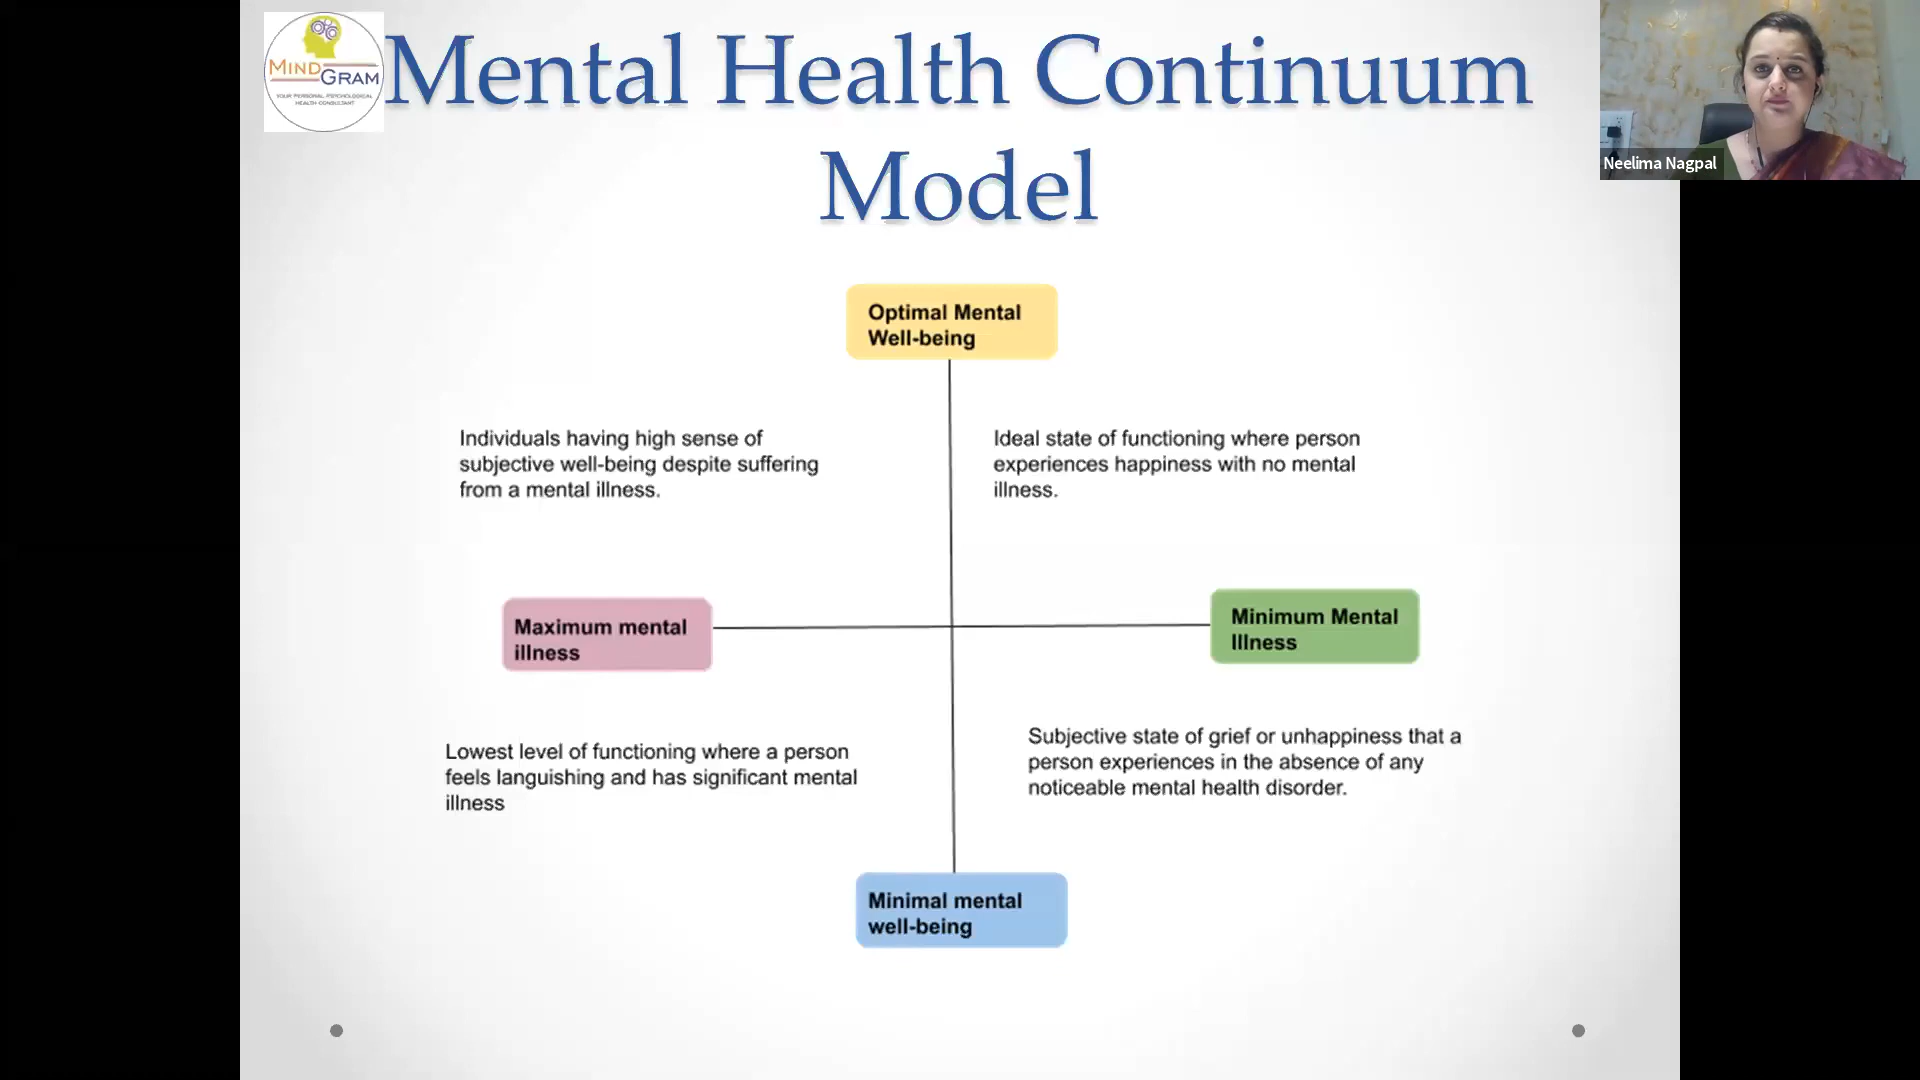 MINDGRAM
YOUR PERSONAL PSYCHOLOGICAL
HEALTH CONSULTANT
Mental Health Continuum
Model
Neelima Nagpal
Optimal Mental
Well-being
Individuals having high sense of
subjective well-being despite suffering
from a mental illness.
Ideal state of functioning where person
experiences happiness with no mental
illness.
Maximum mental
illness
Minimum Mental
Illness
Lowest level of functioning where a person
feels languishing and has significant mental
illness
Subjective state of grief or unhappiness that a
person experiences in the absence of any
noticeable mental health disorder.
Minimal mental
well-being